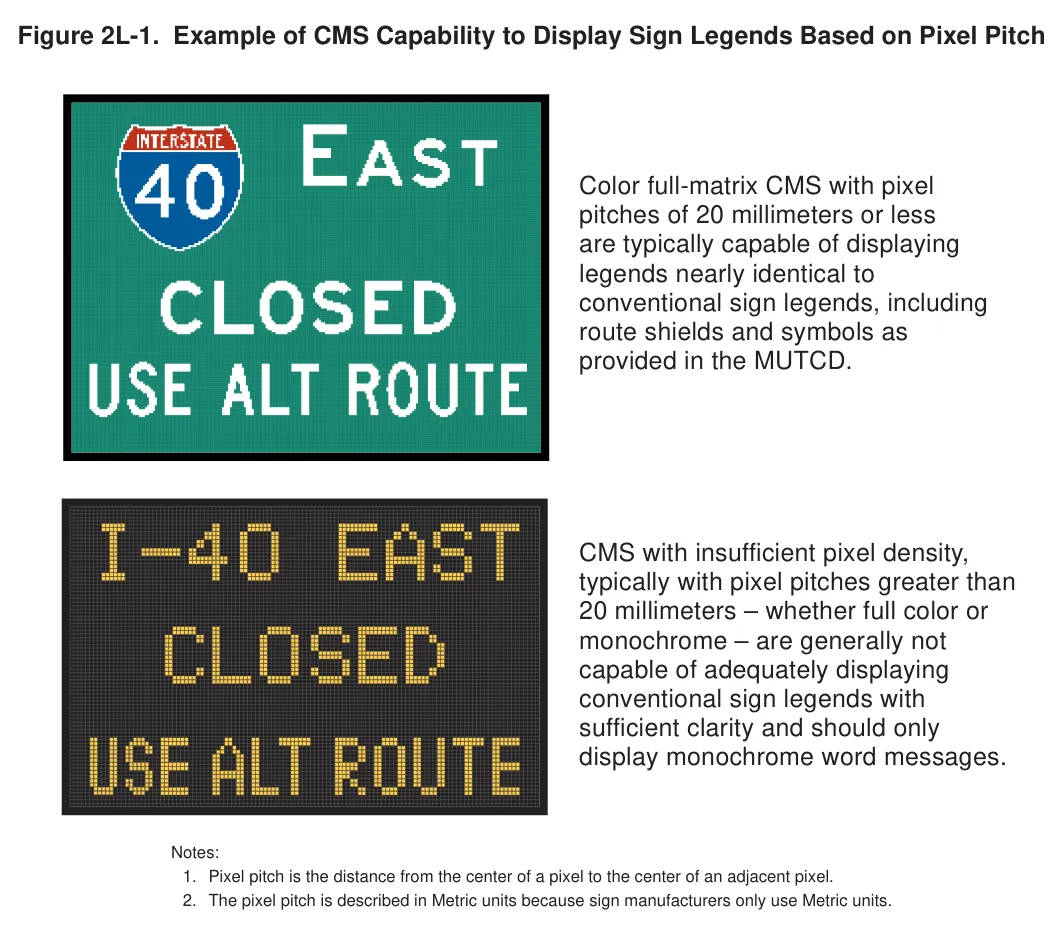 Figure 2L-1. Example of CMS Capability to Display Sign Legends Based on Pixel Pitch
INTERSTATE
40
EAST
CLOSED
USE ALT ROUTE
Color full-matrix CMS with pixel
pitches of 20 millimeters or less
are typically capable of displaying
legends nearly identical to
conventional sign legends, including
route shields and symbols as
provided in the MUTCD.
I-40 EAST
CLOSED
USE ALT ROUTE
CMS with insufficient pixel density,
typically with pixel pitches greater than
20 millimeters – whether full color or
monochrome – are generally not
capable of adequately displaying
conventional sign legends with
sufficient clarity and should only
display monochrome word messages.
Notes:
1. Pixel pitch is the distance from the center of a pixel to the center of an adjacent pixel.
2. The pixel pitch is described in Metric units because sign manufacturers only use Metric units.